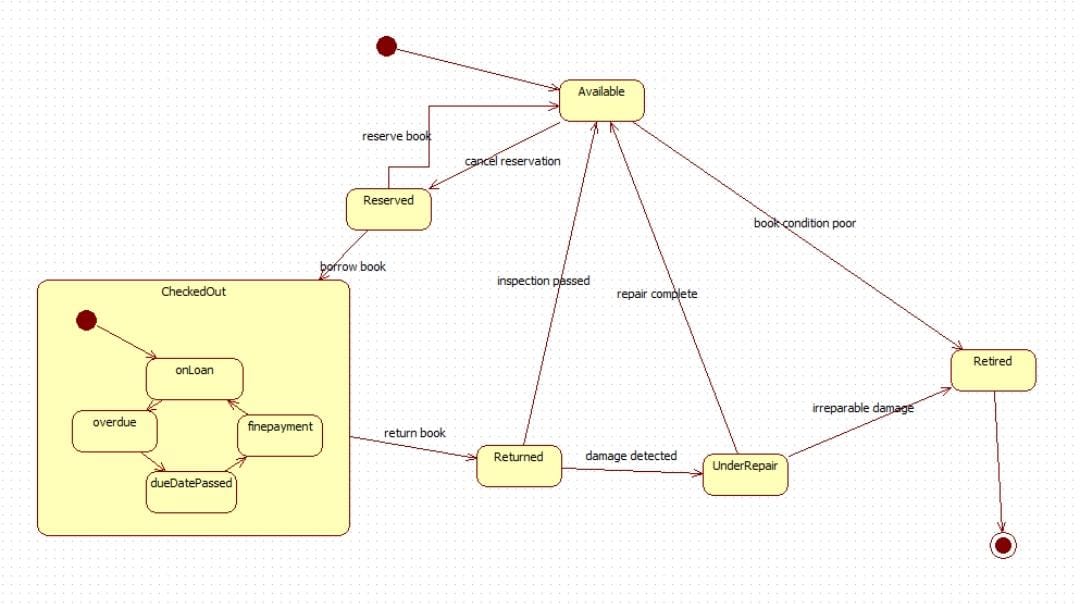 Available
reserve book
cancel reservation
Reserved
book condition poor
borrow book
inspection passed
repair complete
CheckedOut
Retired
onLoan
irreparable damage
overdue
finepayment
return book
Returned
damage detected
UnderRepair
dueDatePassed